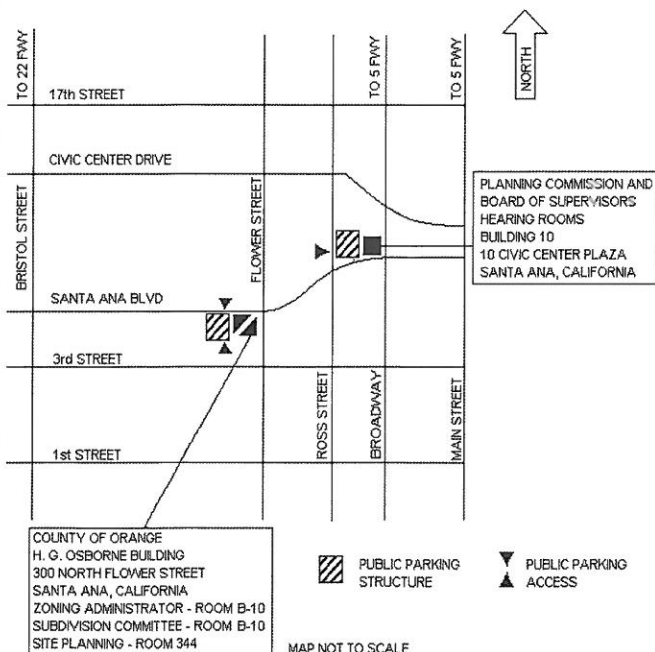 TO 22 FWY
TO 5 FWY
TO 5 FWY
NORTH
17th STREET
CIVIC CENTER DRIVE
BRISTOL STREET
FLOWER STREET
PLANNING COMMISSION AND
BOARD OF SUPERVISORS
HEARING ROOMS
BUILDING 10
10 CIVIC CENTER PLAZA
SANTA ANA, CALIFORNIA
SANTA ANA BLVD
3rd STREET
ROSS STREET
BROADWAY
MAIN STREET
1st STREET
COUNTY OF ORANGE
H. G. OSBORNE BUILDING
300 NORTH FLOWER STREET
SANTA ANA, CALIFORNIA
ZONING ADMINISTRATOR - ROOM B-10
SUBDIVISION COMMITTEE - ROOM B-10
SITE PLANNING - ROOM 344
PUBLIC PARKING
STRUCTURE
PUBLIC PARKING
ACCESS
MAP NOT TO SCALE